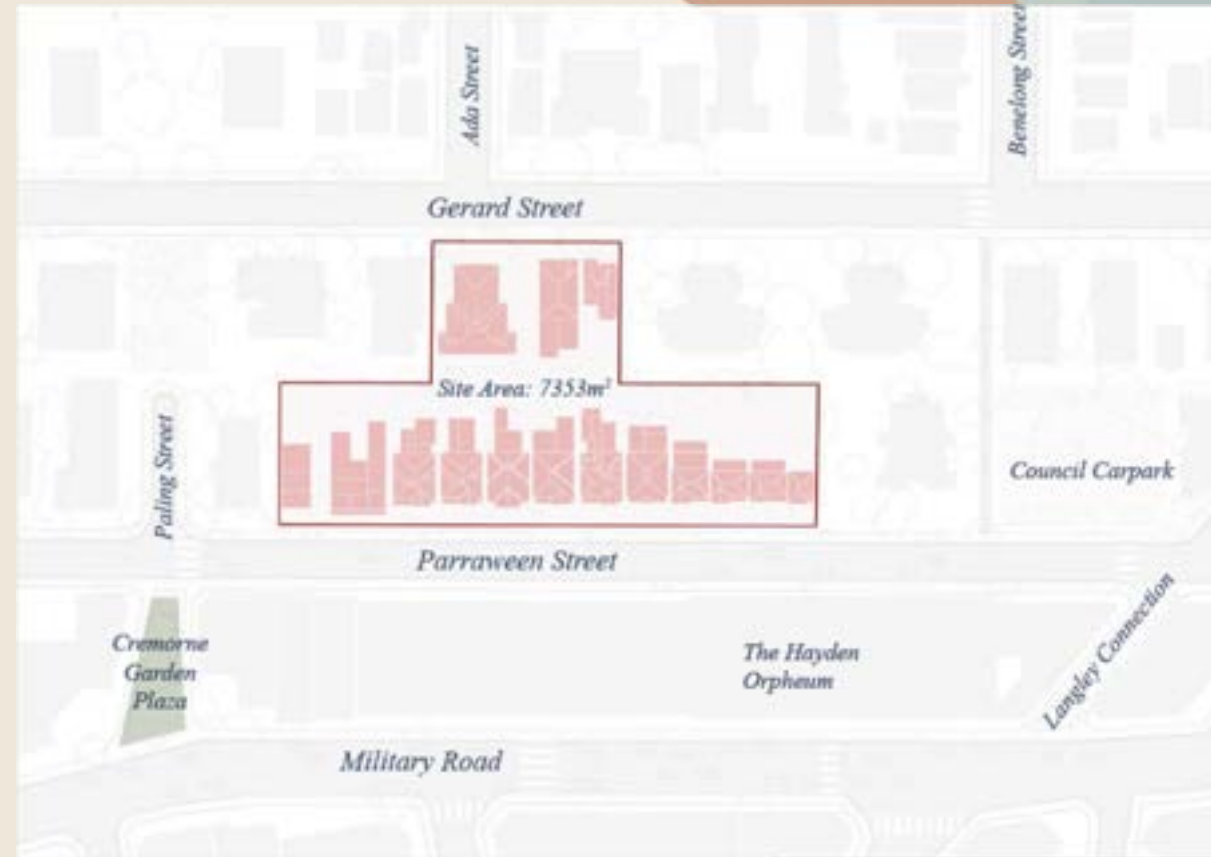 Ada Street
Benelong Street
Gerard Street
Site Area: 7353m²
Paling Street
Council Carpark
Parraween Street
Cremorne
Garden
Plaza
The Hayden
Orpheum
Langley Connection
Military Road